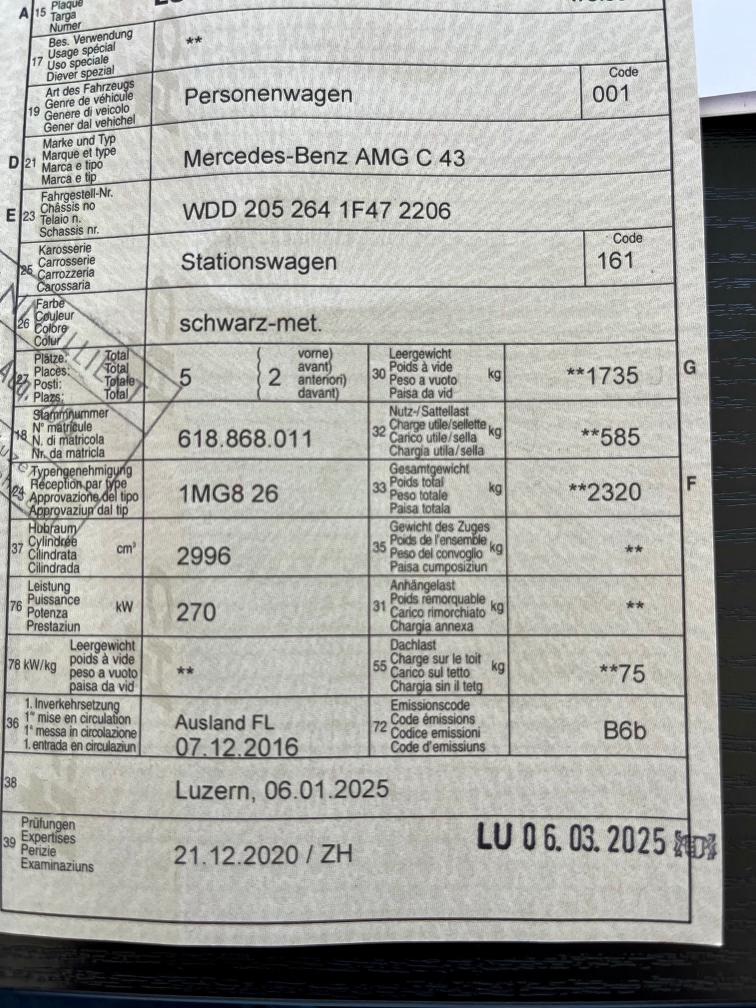 A 15 Plaque
Targa
Numer
17 Bes. Verwendung
Usage spécial
Uso speciale
Diever spezial
**
19 Art des Fahrzeugs
Genre de véhicule
Genere di veicolo
Gener dal vehichel
Personenwagen
Code
001
D 21 Marke und Typ
Marque et type
Marca e tipo
Marca e tip
Mercedes-Benz AMG C 43
E 23 Fahrgestell-Nr.
Châssis no
Telaio n.
Schassis nr.
WDD 205 264 1F47 2206
25 Karosserie
Carrosserie
Carrozzeria
Carossaria
Stationswagen
Code
161
26 Farbe
Couleur
Colore
Colur
schwarz-met.
27 Plätze: Total
Places: Total
Posti: Totale
Plazs: Total
5
( 2 vorne)
avant)
anteriori)
davant)
30 Leergewicht
Poids à vide
Peso a vuoto
Paisa da vid
kg
**1735
G
18 Stammnummer
N° matricule
N. di matricola
Nr. da matricla
618.868.011
32 Nutz-/Sattellast
Charge utile/sellette
Carico utile/sella
Chargia utila/sella
kg
**585
24 Typengenehmigung
Réception par type
Approvazione del tipo
Approvaziun dal tip
1MG8 26
33 Gesamtgewicht
Poids total
Peso totale
Paisa totala
kg
**2320
F
37 Hubraum
Cylindrée
Cilindrata
Cilindrada
cm³
2996
35 Gewicht des Zuges
Poids de l'ensemble
Peso del convoglio
Paisa cumposiziun
kg
**
76 Leistung
Puissance
Potenza
Prestaziun
kW
270
31 Anhängelast
Poids remorquable
Carico rimorchiato
Chargia annexa
kg
**
78 kW/kg Leergewicht
poids à vide
peso a vuoto
paisa da vid
**
55 Dachlast
Charge sur le toit
Carico sul tetto
Chargia sin il tetg
kg
**75
36 1. Inverkehrsetzung
1re mise en circulation
1a messa in circolazione
1. entrada en circulaziun
Ausland FL
07.12.2016
72 Emissionscode
Code émissions
Codice emissioni
Code d'emissiuns
B6b
38
Luzern, 06.01.2025
39 Prüfungen
Expertises
Perizie
Examinaziuns
21.12.2020 / ZH
LU 06.03.2025